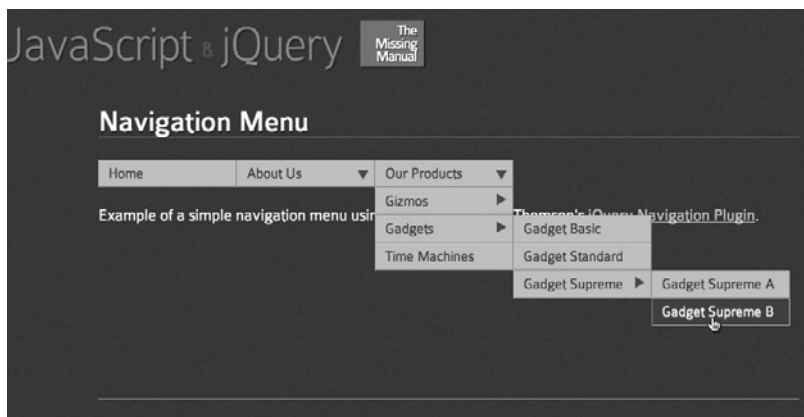 JavaScript & jQuery
The
Missing
Manual
Navigation Menu
Home
About Us
Our Products
Gizmos
Example of a simple navigation menu using Thomson's jQuery Navigation Plugin.
Gadgets
Gadget Basic
Time Machines
Gadget Standard
Gadget Supreme
Gadget Supreme A
Gadget Supreme B